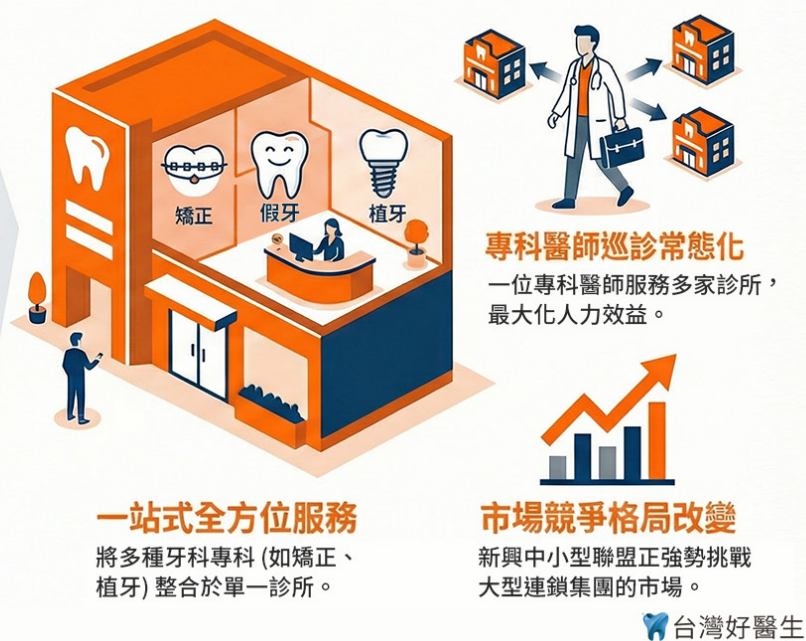 矯正
假牙
植牙
專科醫師巡診常態化
一位專科醫師服務多家診所，
最大化人力效益。
一站式全方位服務
將多種牙科專科 (如矯正、
植牙) 整合於單一診所。
市場競爭格局改變
新興中小型聯盟正強勢挑戰
大型連鎖集團的市場。
台灣好醫生